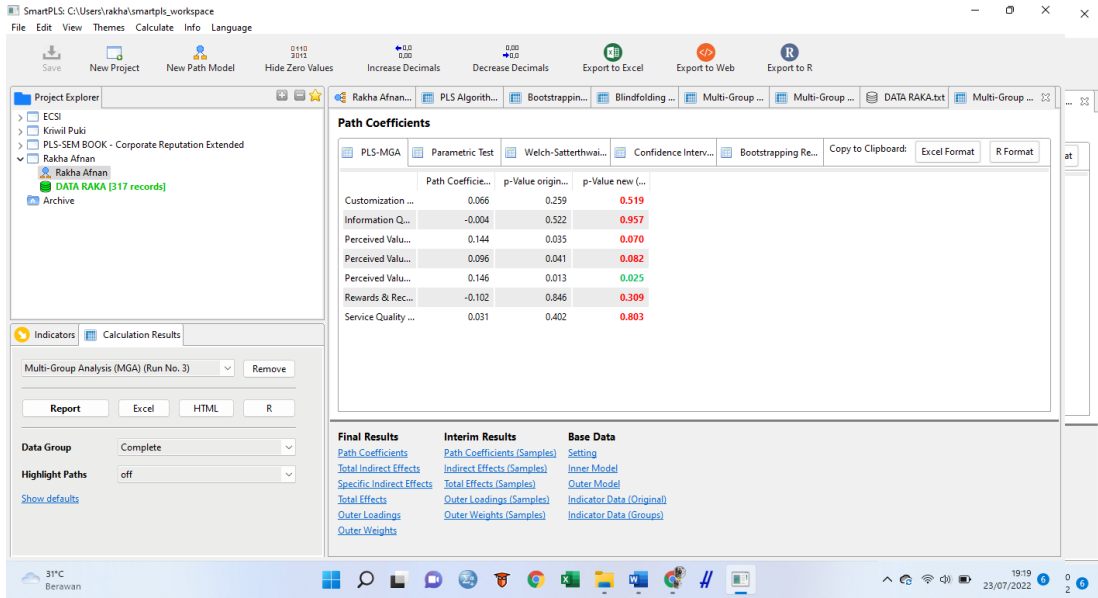 SmartPLS: C:\Users\rakha\smartpls_workspace
File Edit View Themes Calculate Info Language
Save New Project New Path Model Hide Zero Values Increase Decimals Decrease Decimals Export to Excel Export to Web Export to R
Project Explorer
ECSI
Kriwil Puki
PLS-SEM BOOK - Corporate Reputation Extended
Rakha Afnan
Rakha Afnan
DATA RAKA [317 records]
Archive
Indicators Calculation Results
Multi-Group Analysis (MGA) (Run No. 3) Remove
Report Excel HTML R
Data Group Complete
Highlight Paths off
Show defaults
Rakha Afnan... PLS Algorith... Bootstrappin... Blindfolding ... Multi-Group ... Multi-Group ... DATA RAKA.txt Multi-Group ...
Path Coefficients
PLS-MGA Parametric Test Welch-Satterthwai... Confidence Interv... Bootstrapping Re... Copy to Clipboard: Excel Format R Format
Path Coefficie... p-Value origin... p-Value new (...
Customization ... 0.066 0.259 0.519
Information Q... -0.004 0.522 0.957
Perceived Valu... 0.144 0.035 0.070
Perceived Valu... 0.096 0.041 0.082
Perceived Valu... 0.146 0.013 0.025
Rewards & Rec... -0.102 0.846 0.309
Service Quality ... 0.031 0.402 0.803
Final Results Interim Results Base Data
Path Coefficients Path Coefficients (Samples) Setting
Total Indirect Effects Indirect Effects (Samples) Inner Model
Specific Indirect Effects Total Effects (Samples) Outer Model
Total Effects Outer Loadings (Samples) Indicator Data (Original)
Outer Loadings Outer Weights (Samples) Indicator Data (Groups)
Outer Weights
31°C
Berawan
19:19
23/07/2022 6